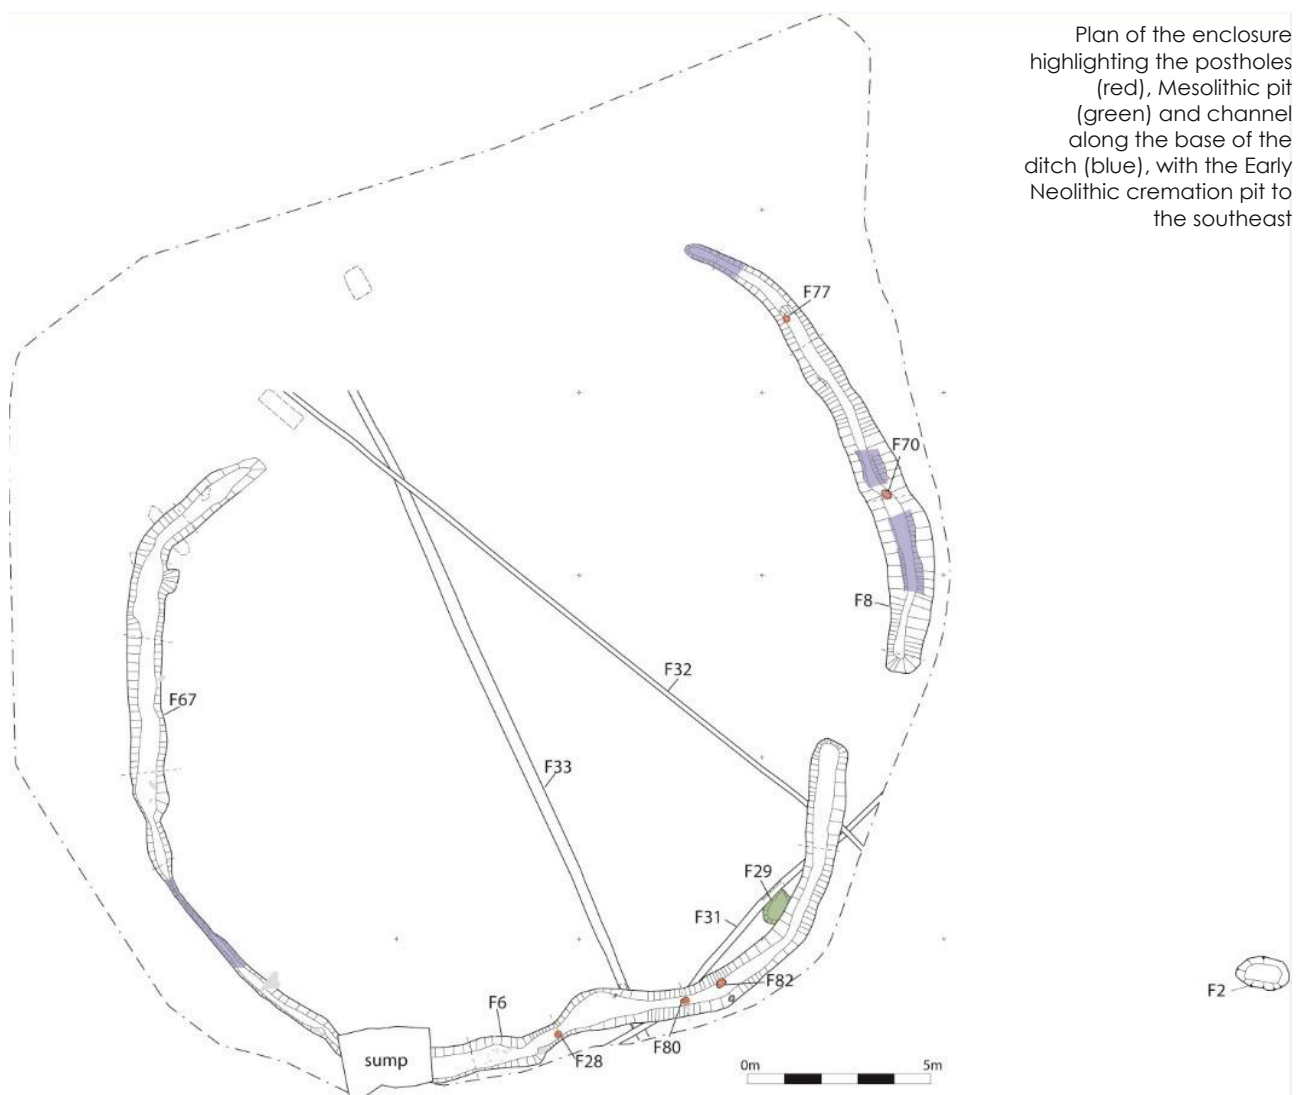 Plan of the enclosure
highlighting the postholes
(red), Mesolithic pit
(green) and channel
along the base of the
ditch (blue), with the Early
Neolithic cremation pit to
the southeast
F77
F70
F8
F32
F67
F33
F29
F31
F82
F2
F6
F80
F28
sump
0m 5m